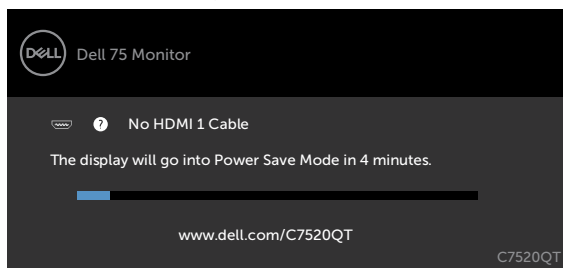 DELL
Dell 75 Monitor
? No HDMI 1 Cable
The display will go into Power Save Mode in 4 minutes.
www.dell.com/C7520QT
C7520QT